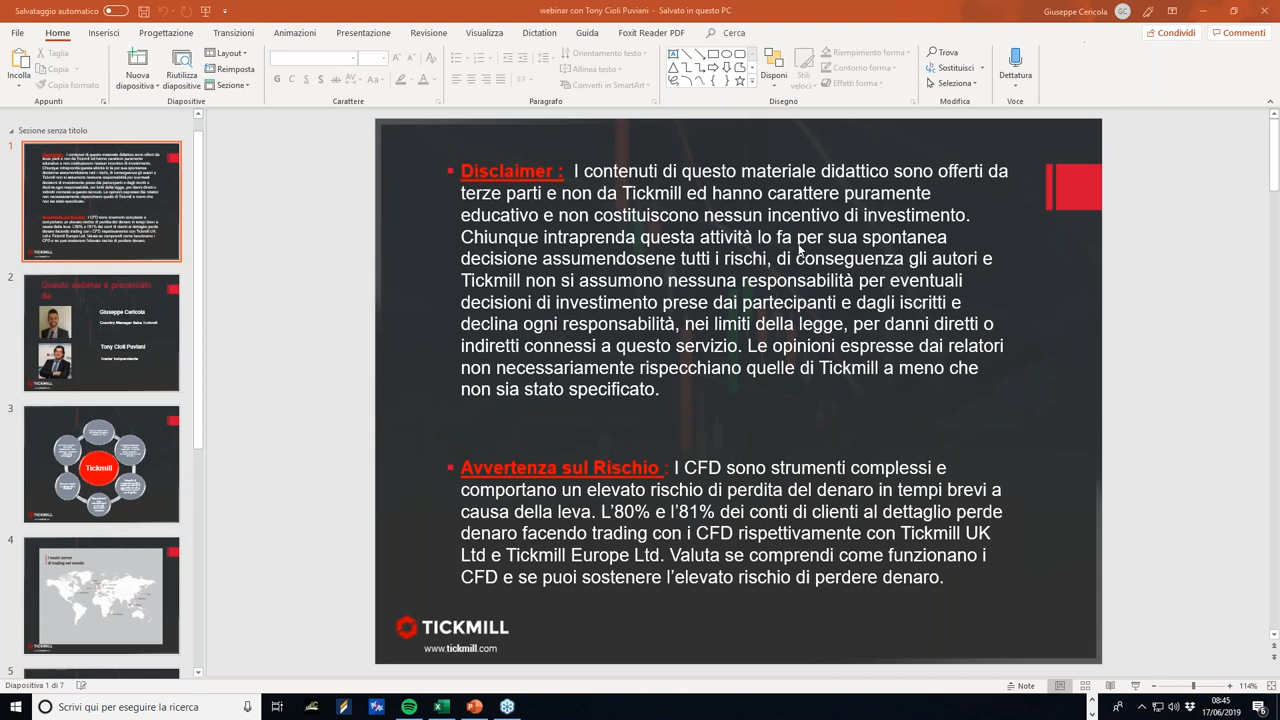 Salvataggio automatico
webinar con Tony Cioli Puviani - Salvato in questo PC
Giuseppe Cericola
GC
File
Home
Inserisci
Progettazione
Transizioni
Animazioni
Presentazione
Revisione
Visualizza
Dictation
Guida
Foxit Reader PDF
Cerca
Condividi
Commenti
Incolla
Taglia
Copia
Copia formato
Appunti
Nuova diapositiva
Riutilizza diapositive
Layout
Reimposta
Sezione
Diapositive
Carattere
Orientamento testo
Allinea testo
Converti in SmartArt
Paragrafo
Disponi
Stili veloci
Riempimento forma
Contorno forma
Effetti forma
Disegno
Trova
Sostituisci
Seleziona
Modifica
Dettatura
Voce
Sezione senza titolo
1
2
Questo webinar è presentato
da:
Giuseppe Cericola
Country Manager Italia Tickmill
Tony Cioli Puviani
trader indipendente
3
Tickmill
4
I nostri server
di trading nel mondo
5
Disclaimer : I contenuti di questo materiale didattico sono offerti da
terze parti e non da Tickmill ed hanno carattere puramente
educativo e non costituiscono nessun incentivo di investimento.
Chiunque intraprenda questa attività lo fa per sua spontanea
decisione assumendosene tutti i rischi, di conseguenza gli autori e
Tickmill non si assumono nessuna responsabilità per eventuali
decisioni di investimento prese dai partecipanti e dagli iscritti e
declina ogni responsabilità, nei limiti della legge, per danni diretti o
indiretti connessi a questo servizio. Le opinioni espresse dai relatori
non necessariamente rispecchiano quelle di Tickmill a meno che
non sia stato specificato.
Avvertenza sul Rischio : I CFD sono strumenti complessi e
comportano un elevato rischio di perdita del denaro in tempi brevi a
causa della leva. L’80% e l’81% dei conti di clienti al dettaglio perde
denaro facendo trading con i CFD rispettivamente con Tickmill UK
Ltd e Tickmill Europe Ltd. Valuta se comprendi come funzionano i
CFD e se puoi sostenere l’elevato rischio di perdere denaro.
TICKMILL
www.tickmill.com
Diapositiva 1 di 7
Note
114%
Scrivi qui per eseguire la ricerca
08:45
17/06/2019
6